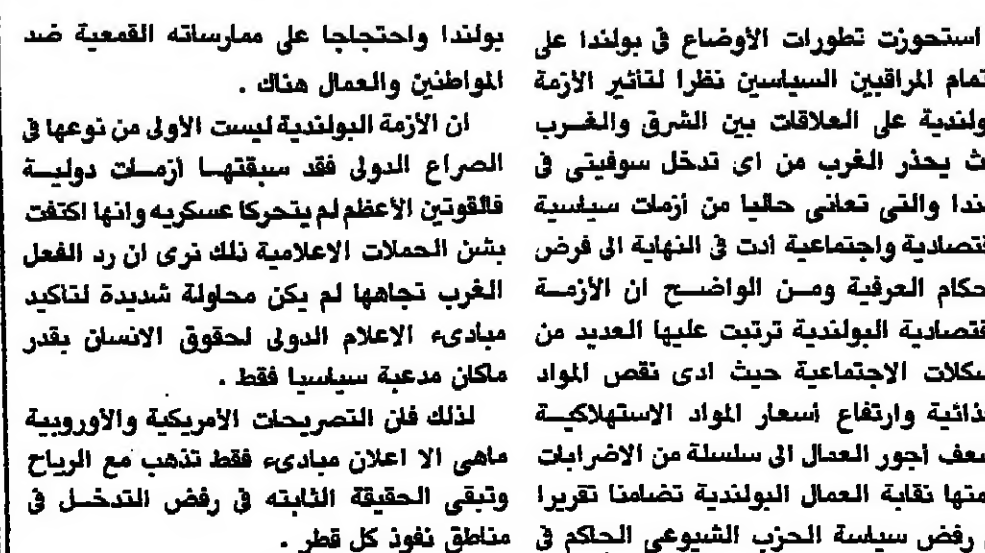 استحوزت تطورات الأوضاع في بولندا على
تمام المراقبين السياسين نظرا لتاثير الأزمة
ولندية على العلاقات بين الشرق والغرب
ث يحذر الغرب من اى تدخل سوفيتى في
ندا والتى تعانى حاليا من أزمات سياسية
قتصادية واجتماعية أدت في النهاية الى فرض
حكام العرفية ومن الواضح ان الأزمة
قتصادية البولندية ترتبت عليها العديد من
شكلات الاجتماعية حيث ادى نقص المواد
ذائية وارتفاع أسعار المواد الاستهلاكية
سعف أجور العمال الى سلسلة من الاضرابات
متها نقابة العمال البولندية تضامنا تقريرا
رفض سياسة الحزب الشيوعى الحاكم في
بولندا واحتجاجا على ممارساته القمعية ضد
المواطنين والعمال هناك .
ان الأزمة البولندية ليست الأولى من نوعها في
الصراع الدولى فقد سبقتها ازمات دولية
فالقوتين الأعظم لم يتحركا عسكريه وانها اكتفت
بشن الحملات الاعلامية ذلك نرى ان رد الفعل
الغرب تجاهها لم يكن محاولة شديدة لتاكيد
مبادىء الاعلام الدولى لحقوق الانسان بقدر
ماكان مدعبة سياسيا فقط .
لذلك فان التصريحات الأمريكية والأوروبية
ماهى الا اعلان مبادىء فقط تذهب مع الرياح
وتبقى الحقيقة الثابته في رفض التدخل في
مناطق نفوذ كل قطر .